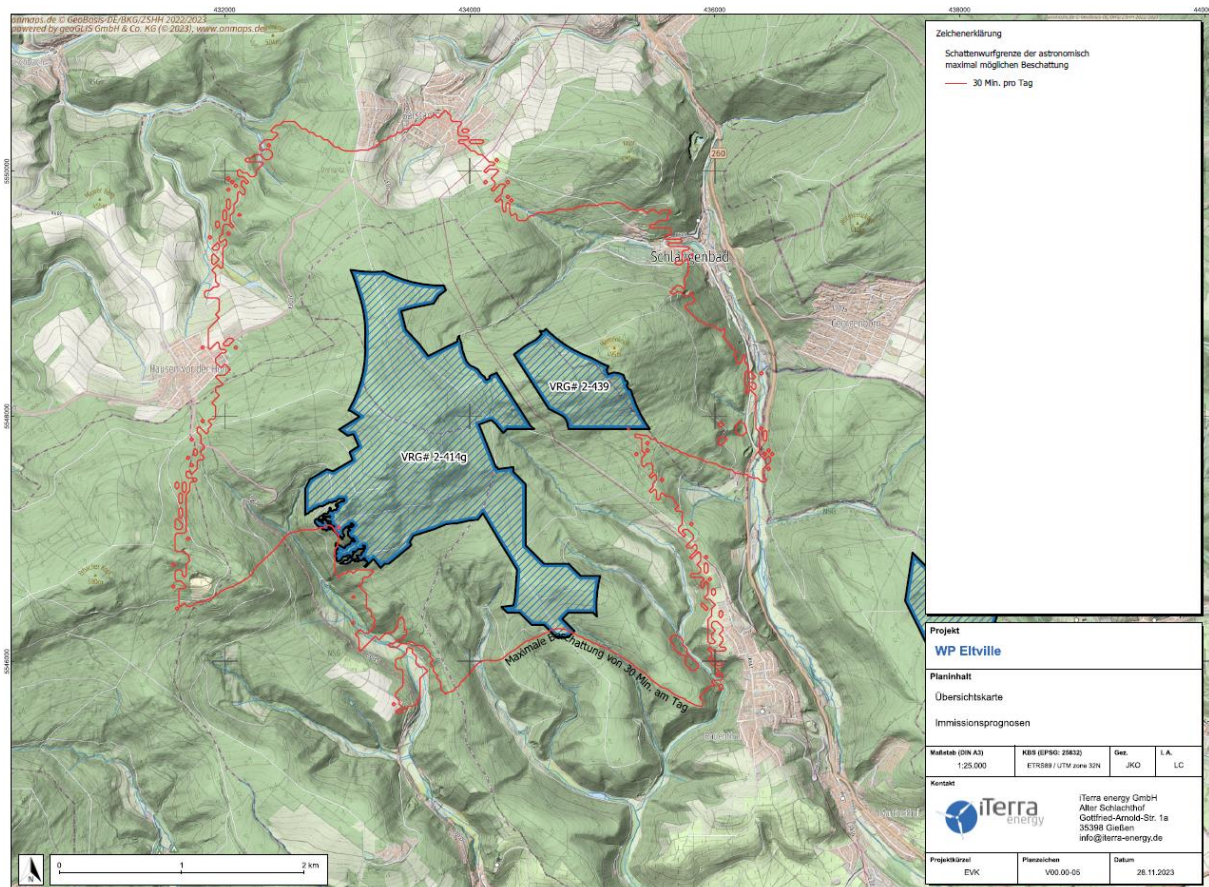 432000
434000
436000
438000
onmaps.de © GeoBasis-DE/BKG/ZSHH 2022/2023
powered by geoGLIS GmbH & Co. KG (© 2023), www.onmaps.de
5550000
5548000
5546000
260
Schlangenbad
Hausen vor der Höhe
VRG# 2-439
VRG# 2-414g
NSG
NSG
Maximale Beschattung von 30 Min. am Tag
N
0
1
2 km
Zeichenerklärung
Schattenwurfgrenze der astronomisch
maximal möglichen Beschattung
30 Min. pro Tag
Projekt
WP Eltville
Planinhalt
Übersichtskarte
Immissionsprognosen
Maßstab (DIN A3)
1:25.000
KBS (EPSG: 25832)
ETRS89 / UTM zone 32N
Gez.
JKO
i.A.
LC
Kontakt
iTerra
energy
iTerra energy GmbH
Alter Schlachthof
Gottfried-Arnold-Str. 1a
35398 Gießen
info@iterra-energy.de
Projektkürzel
EVK
Planzeichen
V00.00-05
Datum
28.11.2023